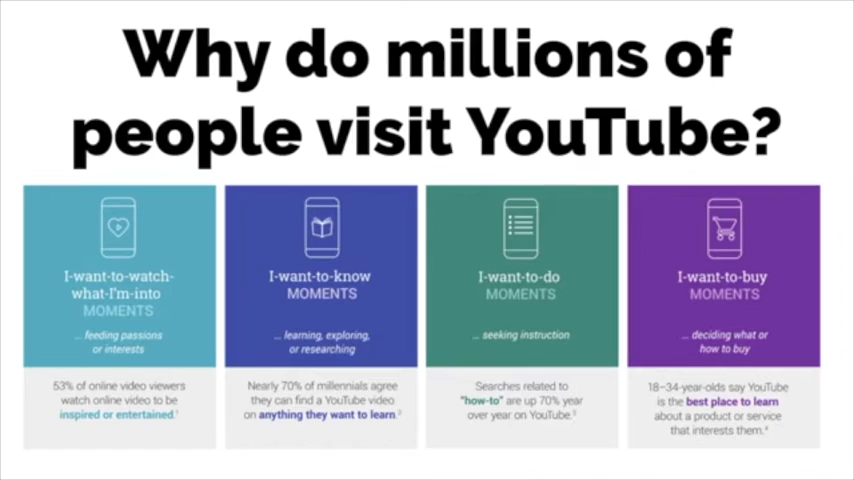 Why do millions of
people visit YouTube?
I-want-to-watch-
what-I'm-into
MOMENTS
... feeding passions
or interests
53% of online video viewers
watch online video to be
inspired or entertained.¹
I-want-to-know
MOMENTS
... learning, exploring,
or researching
Nearly 70% of millennials agree
they can find a YouTube video
on anything they want to learn.²
I-want-to-do
MOMENTS
... seeking instruction
Searches related to
"how-to" are up 70% year
over year on YouTube.³
I-want-to-buy
MOMENTS
... deciding what or
how to buy
18–34-year-olds say YouTube
is the best place to learn
about a product or service
that interests them.⁴